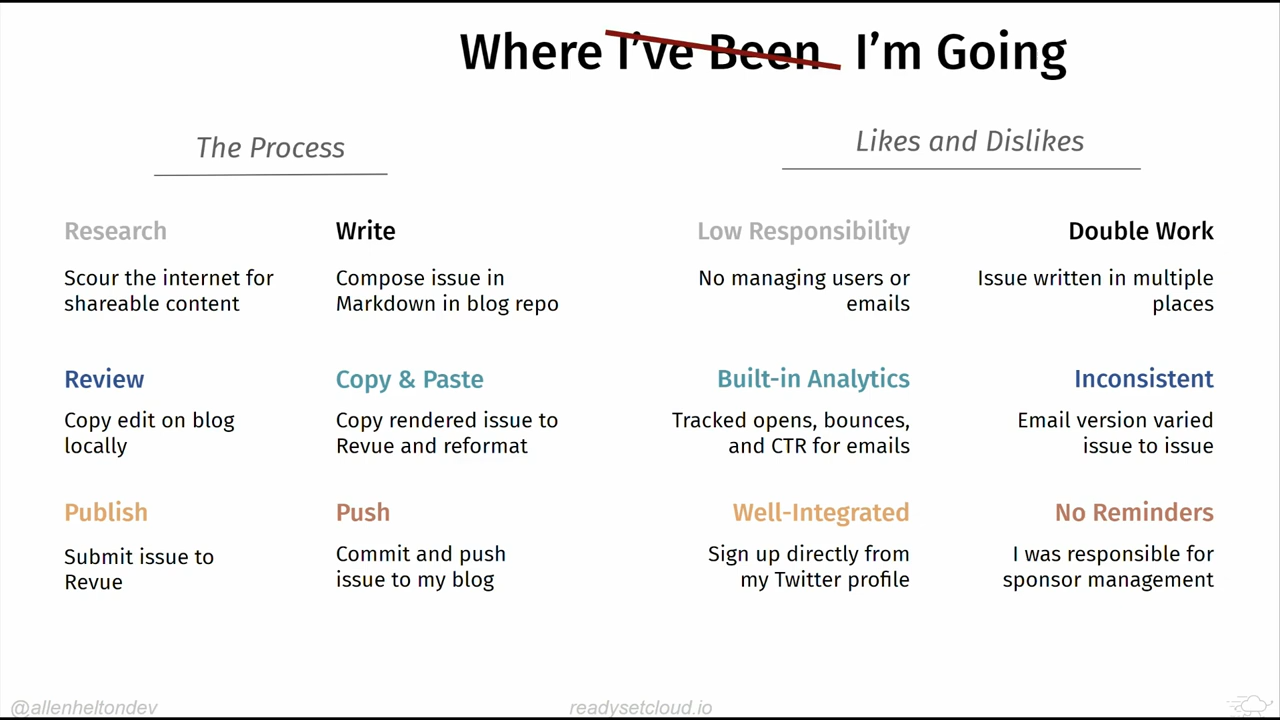 Where I’ve Been I’m Going
The Process
Likes and Dislikes
Research
Scour the internet for
shareable content
Write
Compose issue in
Markdown in blog repo
Low Responsibility
No managing users or
emails
Double Work
Issue written in multiple
places
Review
Copy edit on blog
locally
Copy & Paste
Copy rendered issue to
Revue and reformat
Built-in Analytics
Tracked opens, bounces,
and CTR for emails
Inconsistent
Email version varied
issue to issue
Publish
Submit issue to
Revue
Push
Commit and push
issue to my blog
Well-Integrated
Sign up directly from
my Twitter profile
No Reminders
I was responsible for
sponsor management
@allenheltondev
readysetcloud.io